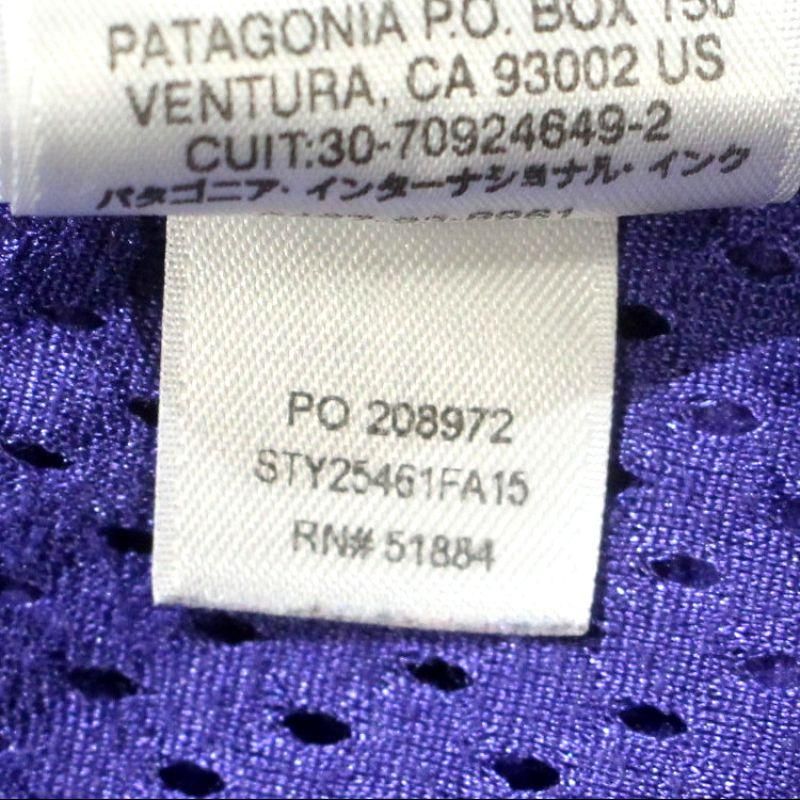 PATAGONIA P.O. BOX 150
VENTURA, CA 93002 US
CUIT:30-70924649-2
パタゴニア・インターナショナル・インク
PO 208972
STY25461FA15
RN# 51884